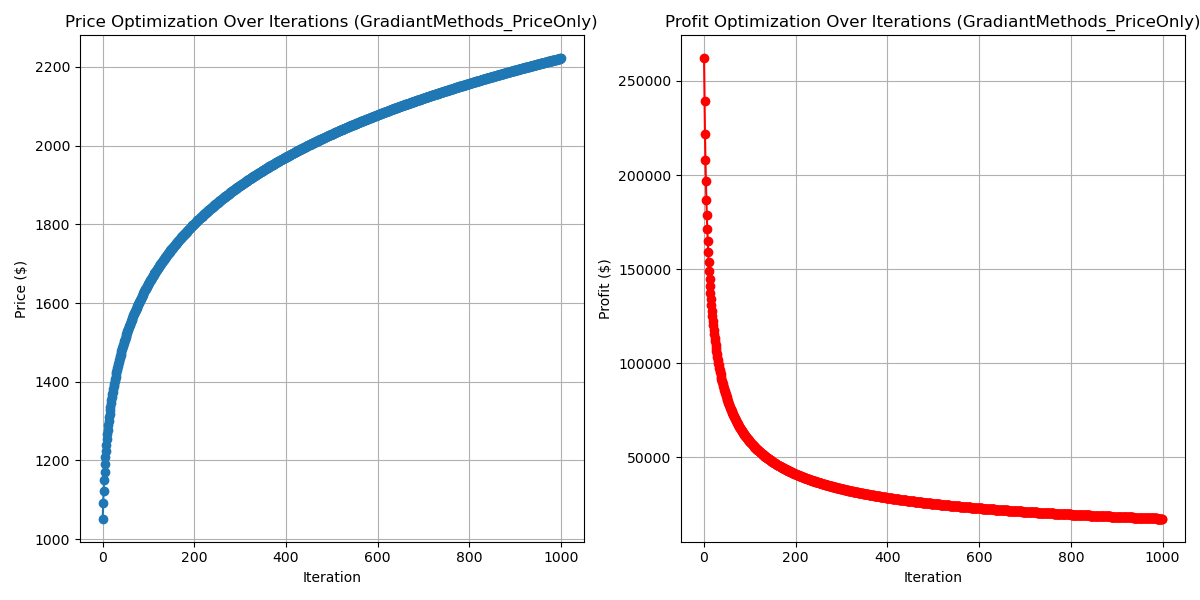 Price Optimization Over Iterations (GradiantMethods_PriceOnly)
Price ($)
2200
2000
1800
1600
1400
1200
1000
0 200 400 600 800 1000
Iteration
Profit Optimization Over Iterations (GradiantMethods_PriceOnly)
Profit ($)
250000
200000
150000
100000
50000
0 200 400 600 800 1000
Iteration